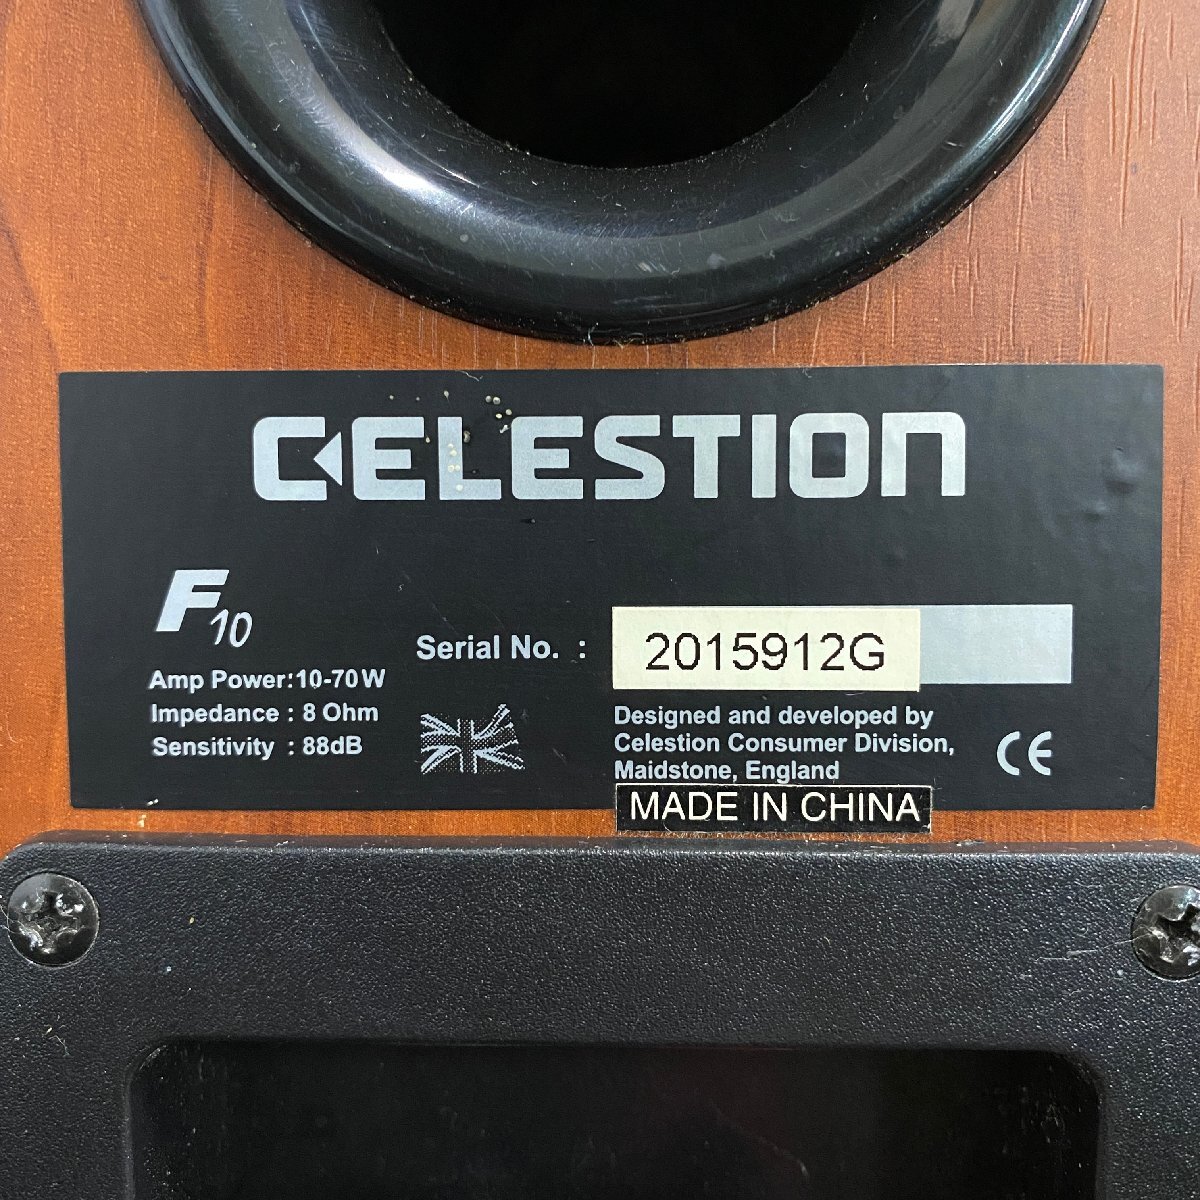 CELESTION
F10
Amp Power:10-70W
Impedance : 8 Ohm
Sensitivity : 88dB
Serial No. : 2015912G
Designed and developed by
Celestion Consumer Division,
Maidstone, England
CE
MADE IN CHINA